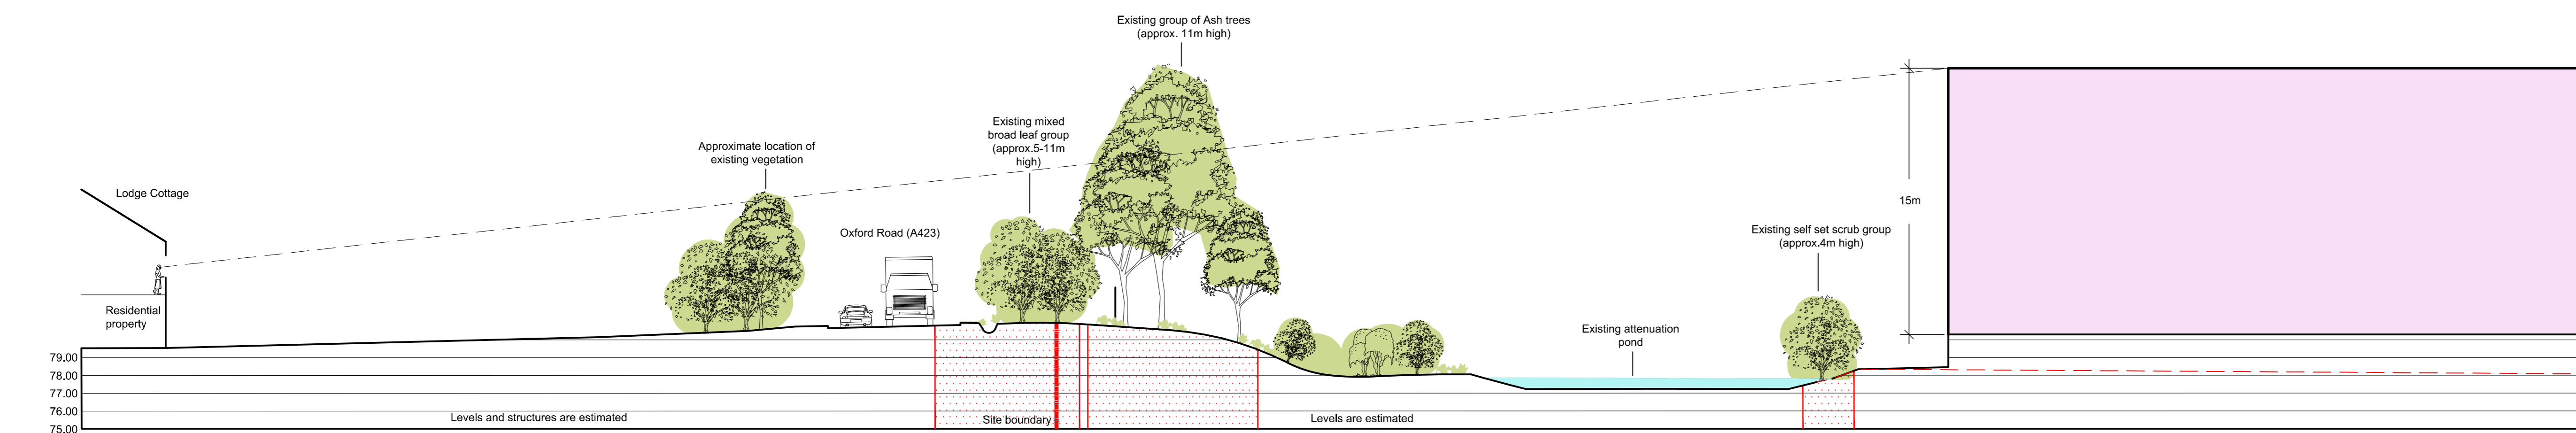 Existing group of Ash trees
(approx. 11m high)
Existing mixed
broad leaf group
(approx.5-11m
high)
Approximate location of
existing vegetation
Lodge Cottage
15m
Oxford Road (A423)
Existing self set scrub group
(approx.4m high)
Residential
property
Existing attenuation
pond
79.00
78.00
77.00
76.00
75.00
Levels and structures are estimated
Site boundary
Levels are estimated